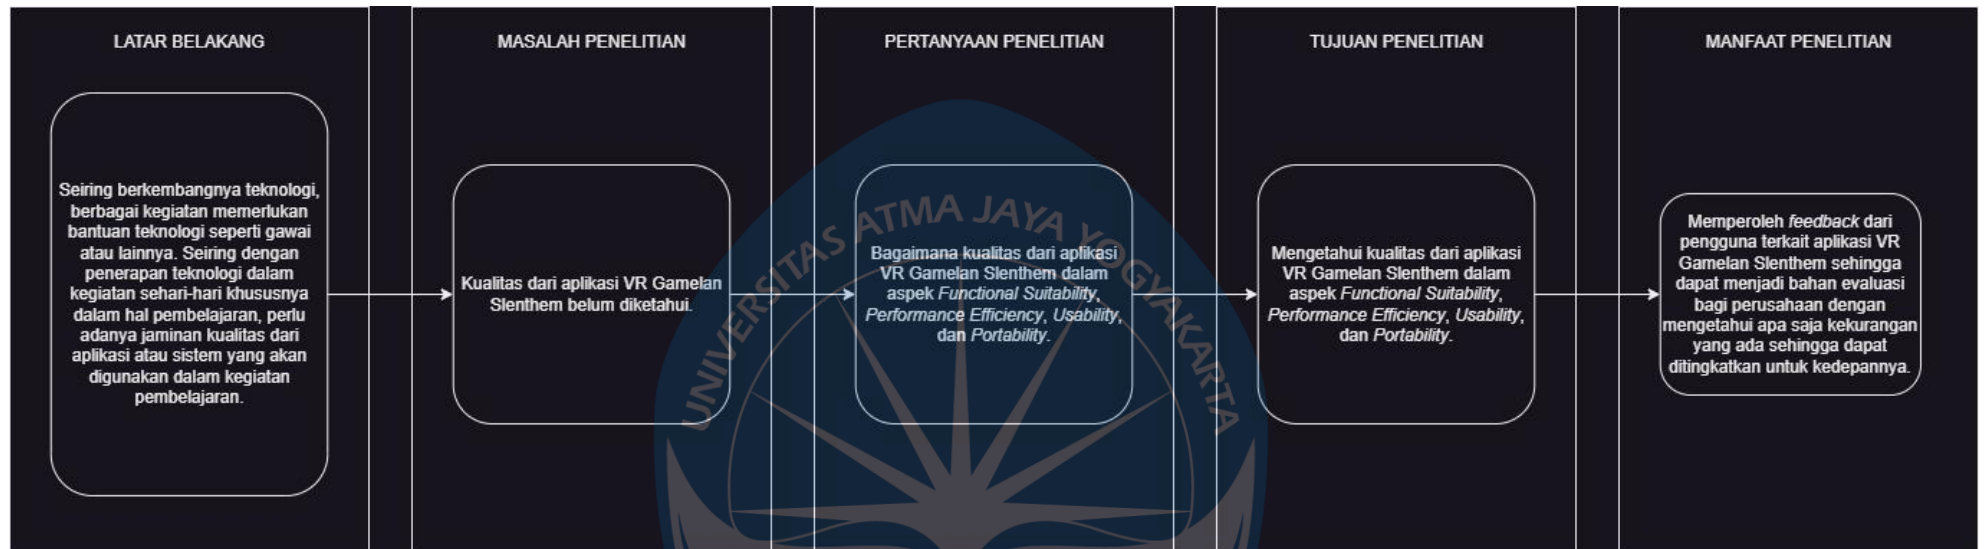 LATAR BELAKANG
Seiring berkembangnya teknologi,
berbagai kegiatan memerlukan
bantuan teknologi seperti gawai
atau lainnya. Seiring dengan
penerapan teknologi dalam
kegiatan sehari-hari khususnya
dalam hal pembelajaran, perlu
adanya jaminan kualitas dari
aplikasi atau sistem yang akan
digunakan dalam kegiatan
pembelajaran.
MASALAH PENELITIAN
Kualitas dari aplikasi VR Gamelan
Slenthem belum diketahui.
PERTANYAAN PENELITIAN
Bagaimana kualitas dari aplikasi
VR Gamelan Slenthem dalam
aspek Functional Suitability,
Performance Efficiency, Usability,
dan Portability.
TUJUAN PENELITIAN
Mengetahui kualitas dari aplikasi
VR Gamelan Slenthem dalam
aspek Functional Suitability,
Performance Efficiency, Usability,
dan Portability.
MANFAAT PENELITIAN
Memperoleh feedback dari
pengguna terkait aplikasi VR
Gamelan Slenthem sehingga
dapat menjadi bahan evaluasi
bagi perusahaan dengan
mengetahui apa saja kekurangan
yang ada sehingga dapat
ditingkatkan untuk kedepannya.
UNIVERSITAS ATMA JAYA YOGYAKARTA